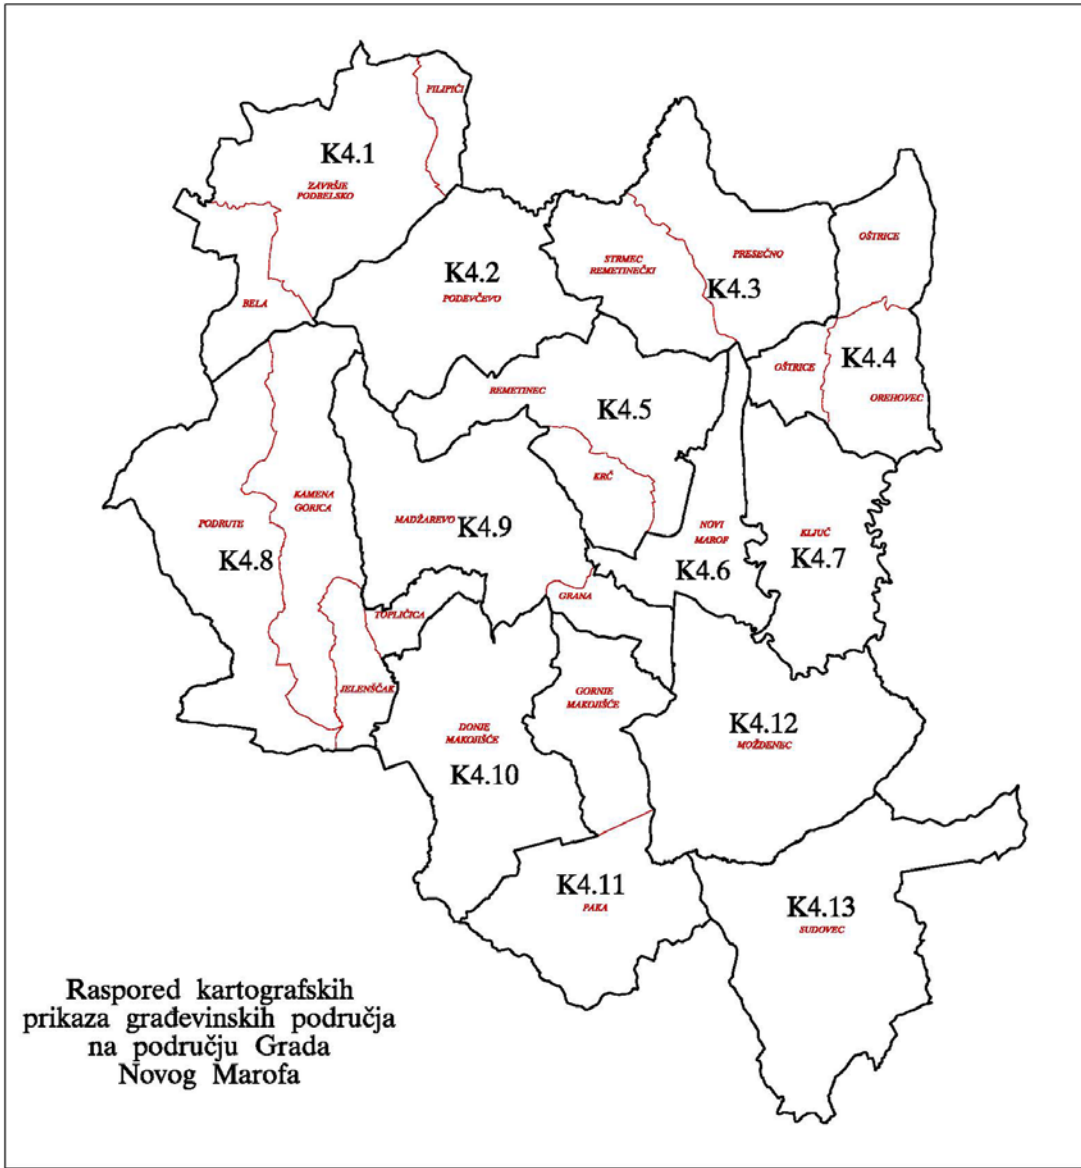 FILIPIĆI
K4.1
ZAVRŠJE
PODBELSKO
BELA
K4.2
PODEVČEVO
STRMEC
REMETINEČKI
PRESEČNO
K4.3
OŠTRICE
OŠTRICE
K4.4
OREHOVEC
REMETINEC
K4.5
KRČ
KAMENA
GORICA
PODRUTE
K4.8
MADŽAREVO
K4.9
NOVI
MAROF
K4.6
KLJUČ
K4.7
GRANA
TOPLIČICA
JELENŠČAK
GORNJE
MAKOJIŠĆE
DONJE
MAKOJIŠĆE
K4.10
K4.12
MOŽDENEC
K4.11
PAKA
K4.13
SUDOVEC
Raspored kartografskih
prikaza građevinskih područja
na području Grada
Novog Marofa